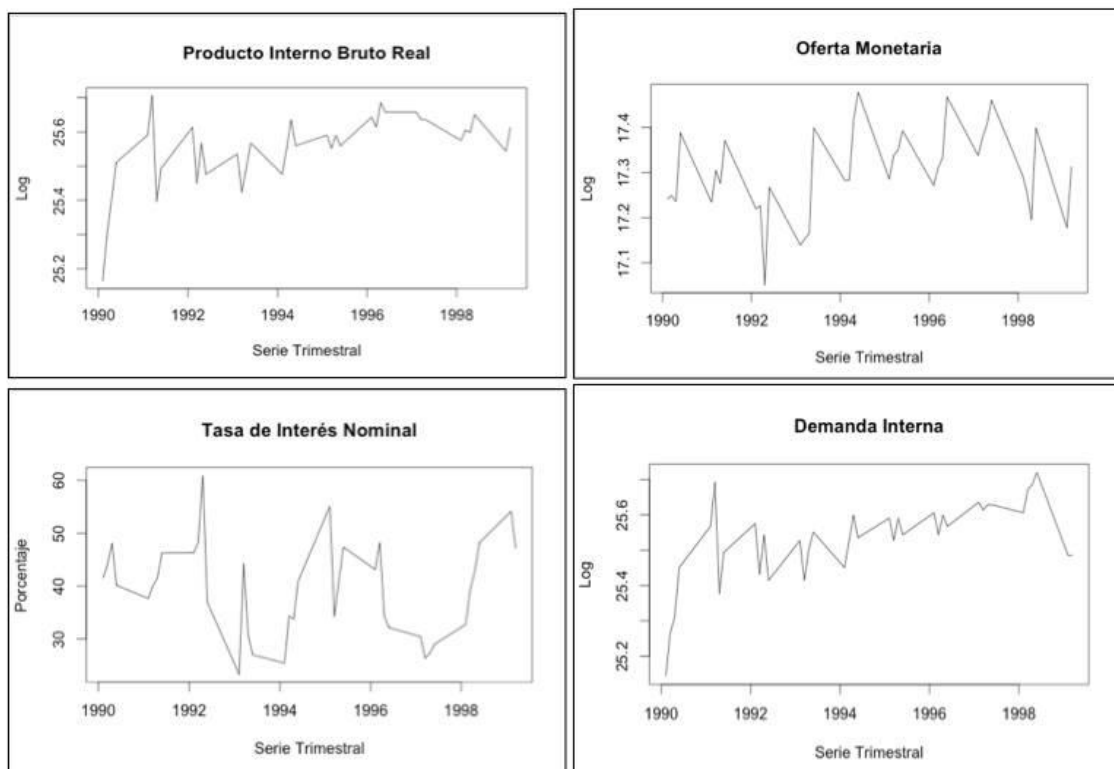 Producto Interno Bruto Real
Log
25.6
25.4
25.2
1990 1992 1994 1996 1998
Serie Trimestral
Oferta Monetaria
Log
17.4
17.3
17.2
17.1
1990 1992 1994 1996 1998
Serie Trimestral
Tasa de Interés Nominal
Porcentaje
60
50
40
30
1990 1992 1994 1996 1998
Serie Trimestral
Demanda Interna
Log
25.6
25.4
25.2
1990 1992 1994 1996 1998
Serie Trimestral